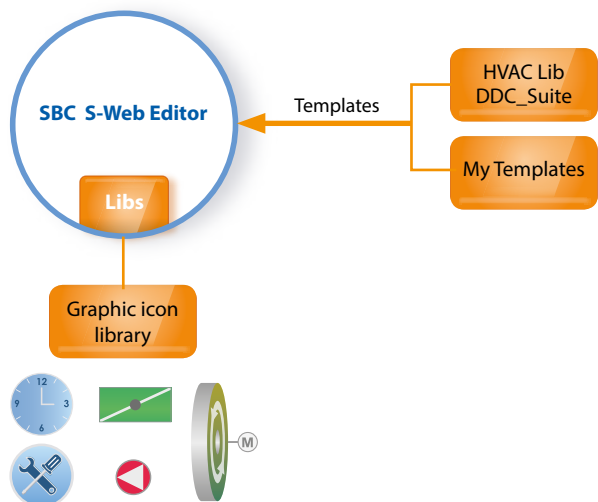 SBC S-Web Editor
Libs
Templates
HVAC Lib
DDC_Suite
My Templates
Graphic icon
library
12
9
3
6
M